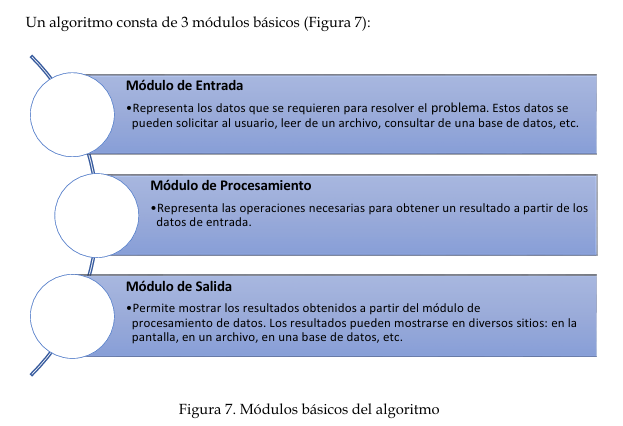 Un algoritmo consta de 3 módulos básicos (Figura 7):
Módulo de Entrada
•Representa los datos que se requieren para resolver el problema. Estos datos se
pueden solicitar al usuario, leer de un archivo, consultar de una base de datos, etc.
Módulo de Procesamiento
•Representa las operaciones necesarias para obtener un resultado a partir de los
datos de entrada.
Módulo de Salida
•Permite mostrar los resultados obtenidos a partir del módulo de
procesamiento de datos. Los resultados pueden mostrarse en diversos sitios: en la
pantalla, en un archivo, en una base de datos, etc.
Figura 7. Módulos básicos del algoritmo